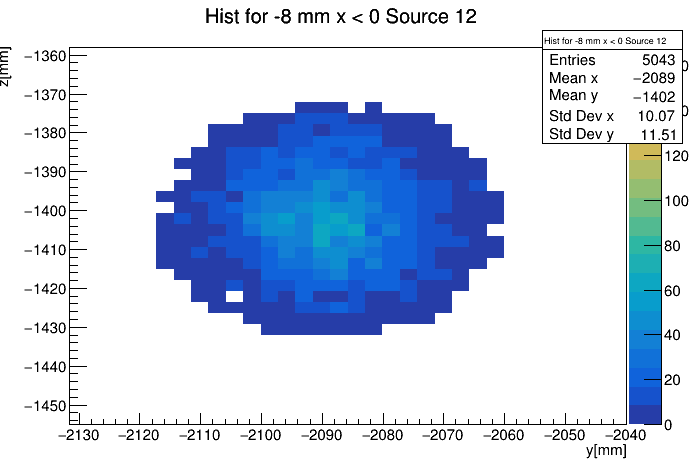 Hist for -8 mm x < 0 Source 12
z[mm]
Hist for -8 mm x < 0 Source 12
Entries 5043
Mean x −2089
Mean y −1402
Std Dev x 10.07
Std Dev y 11.51
−1360
−1370
−1380
−1390
−1400
−1410
−1420
−1430
−1440
−1450
−2130 −2120 −2110 −2100 −2090 −2080 −2070 −2060 −2050 −2040
y[mm]
120
100
80
60
40
20
0